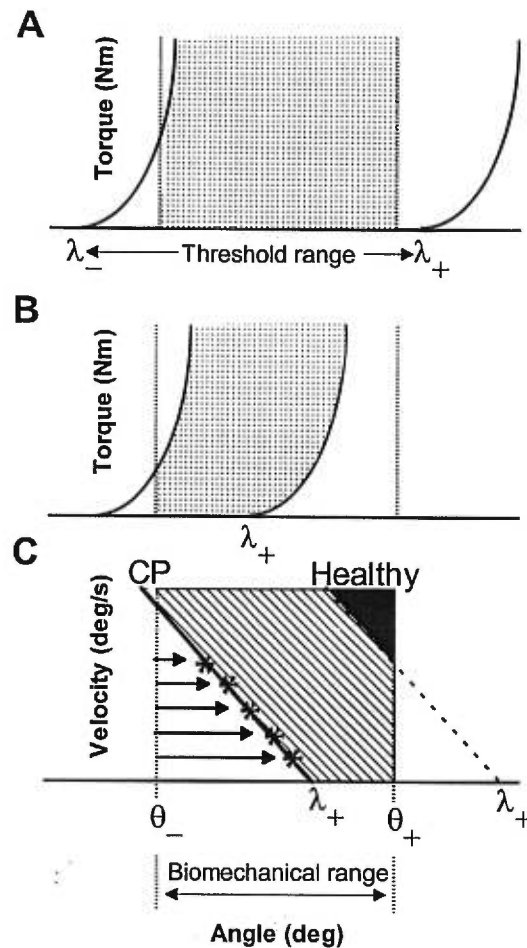 A
Torque (Nm)
λ₋ Threshold range λ₊
B
Torque (Nm)
λ₊
C
CP Healthy
Velocity (deg/s)
λ₊ λ₊
θ₋ θ₊
Biomechanical range
Angle (deg)